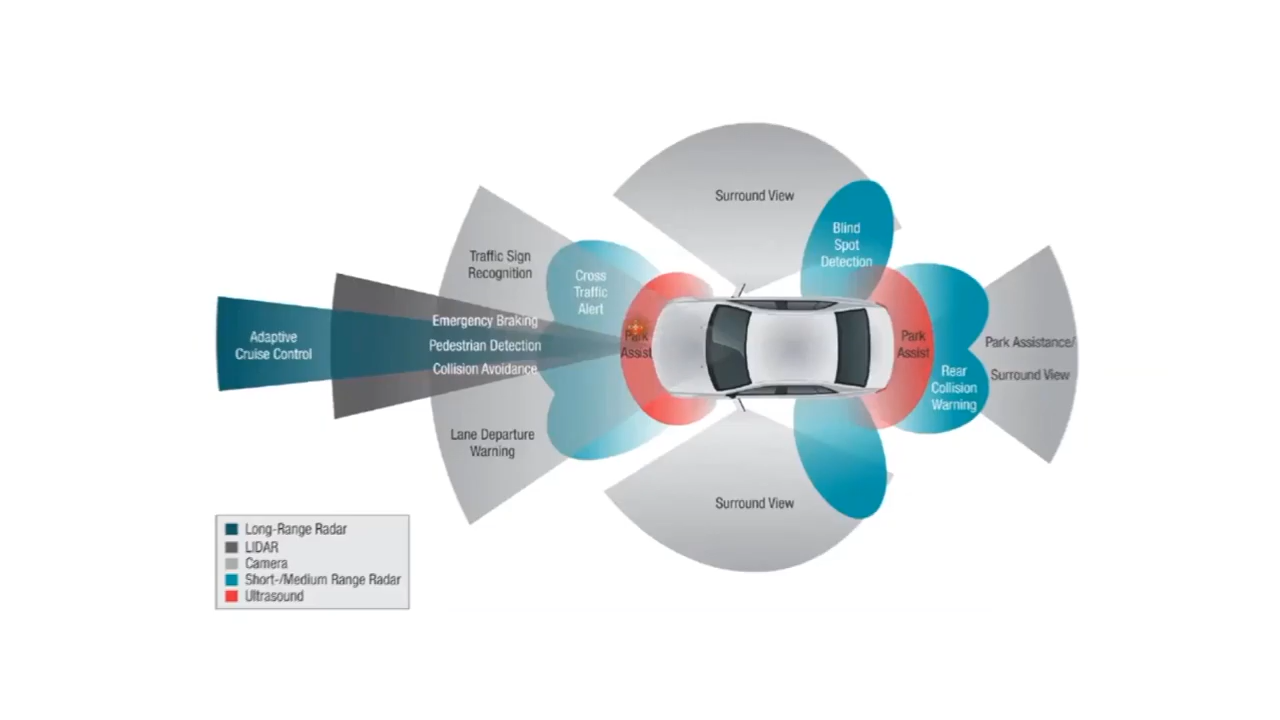 Surround View
Blind
Spot
Detection
Traffic Sign
Recognition
Cross
Traffic
Alert
Emergency Braking
Adaptive
Cruise Control
Pedestrian Detection
Collision Avoidance
Park
Assist
Park
Assist
Park Assistance/
Surround View
Rear
Collision
Warning
Lane Departure
Warning
Surround View
Long-Range Radar
LIDAR
Camera
Short-/Medium Range Radar
Ultrasound